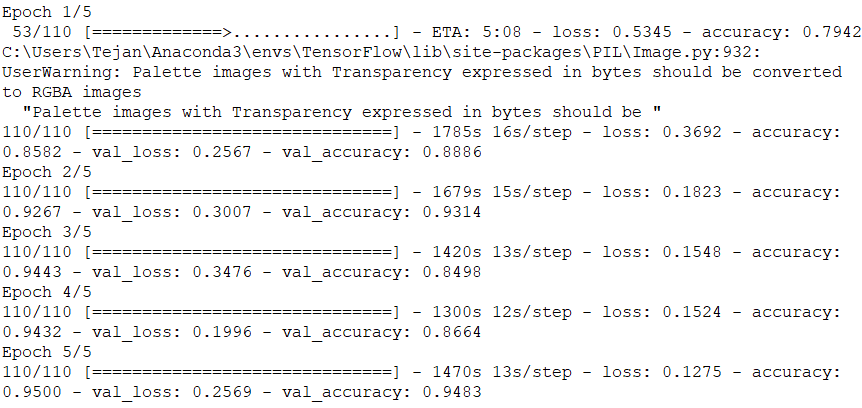 Epoch 1/5
 53/110 [=============>................] - ETA: 5:08 - loss: 0.5345 - accuracy: 0.7942
C:\Users\Tejan\Anaconda3\envs\TensorFlow\lib\site-packages\PIL\Image.py:932:
UserWarning: Palette images with Transparency expressed in bytes should be converted
to RGBA images
  "Palette images with Transparency expressed in bytes should be "
110/110 [==============================] - 1785s 16s/step - loss: 0.3692 - accuracy:
0.8582 - val_loss: 0.2567 - val_accuracy: 0.8886
Epoch 2/5
110/110 [==============================] - 1679s 15s/step - loss: 0.1823 - accuracy:
0.9267 - val_loss: 0.3007 - val_accuracy: 0.9314
Epoch 3/5
110/110 [==============================] - 1420s 13s/step - loss: 0.1548 - accuracy:
0.9443 - val_loss: 0.3476 - val_accuracy: 0.8498
Epoch 4/5
110/110 [==============================] - 1300s 12s/step - loss: 0.1524 - accuracy:
0.9432 - val_loss: 0.1996 - val_accuracy: 0.8664
Epoch 5/5
110/110 [==============================] - 1470s 13s/step - loss: 0.1275 - accuracy:
0.9500 - val_loss: 0.2569 - val_accuracy: 0.9483